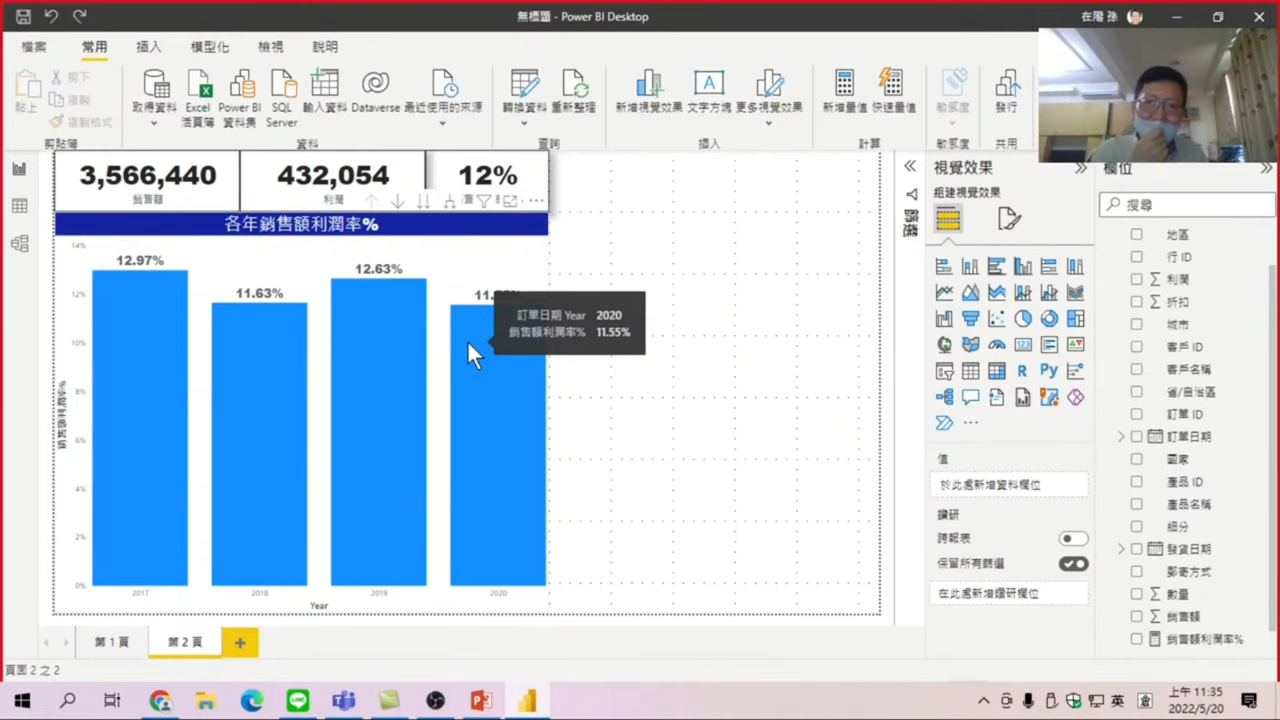 無標題 - Power BI Desktop
在陽 孫
檔案 常用 插入 模型化 檢視 說明
貼上
剪下
複製
複製格式
剪貼簿
取得資料
Excel 活頁簿
Power BI 資料集
SQL Server
輸入資料
Dataverse
最近使用的來源
資料
轉換資料
重新整理
查詢
新增視覺效果
文字方塊
更多視覺效果
插入
新增量值
快速量值
計算
敏感度
敏感度
發行
共用
3,566,440
銷售額
432,054
利潤
12%
各年銷售額利潤率%
14%
12%
10%
8%
6%
4%
2%
0%
銷售額利潤率%
12.97%
11.63%
12.63%
訂單日期 Year 2020
銷售額利潤率% 11.55%
2017 2018 2019 2020
Year
篩選
視覺效果
組建視覺效果
R
Py
值
於此處新增資料欄位
鑽研
跨報表
保留所有篩選
在此處新增鑽研欄位
欄位
搜尋
地區
行 ID
利潤
折扣
城市
客戶 ID
客戶名稱
省/自治區
訂單 ID
訂單日期
國家
產品 ID
產品名稱
細分
發貨日期
郵寄方式
數量
銷售額
銷售額利潤率%
第 1 頁
第 2 頁
頁面 2 之 2
英
上午 11:35
2022/5/20